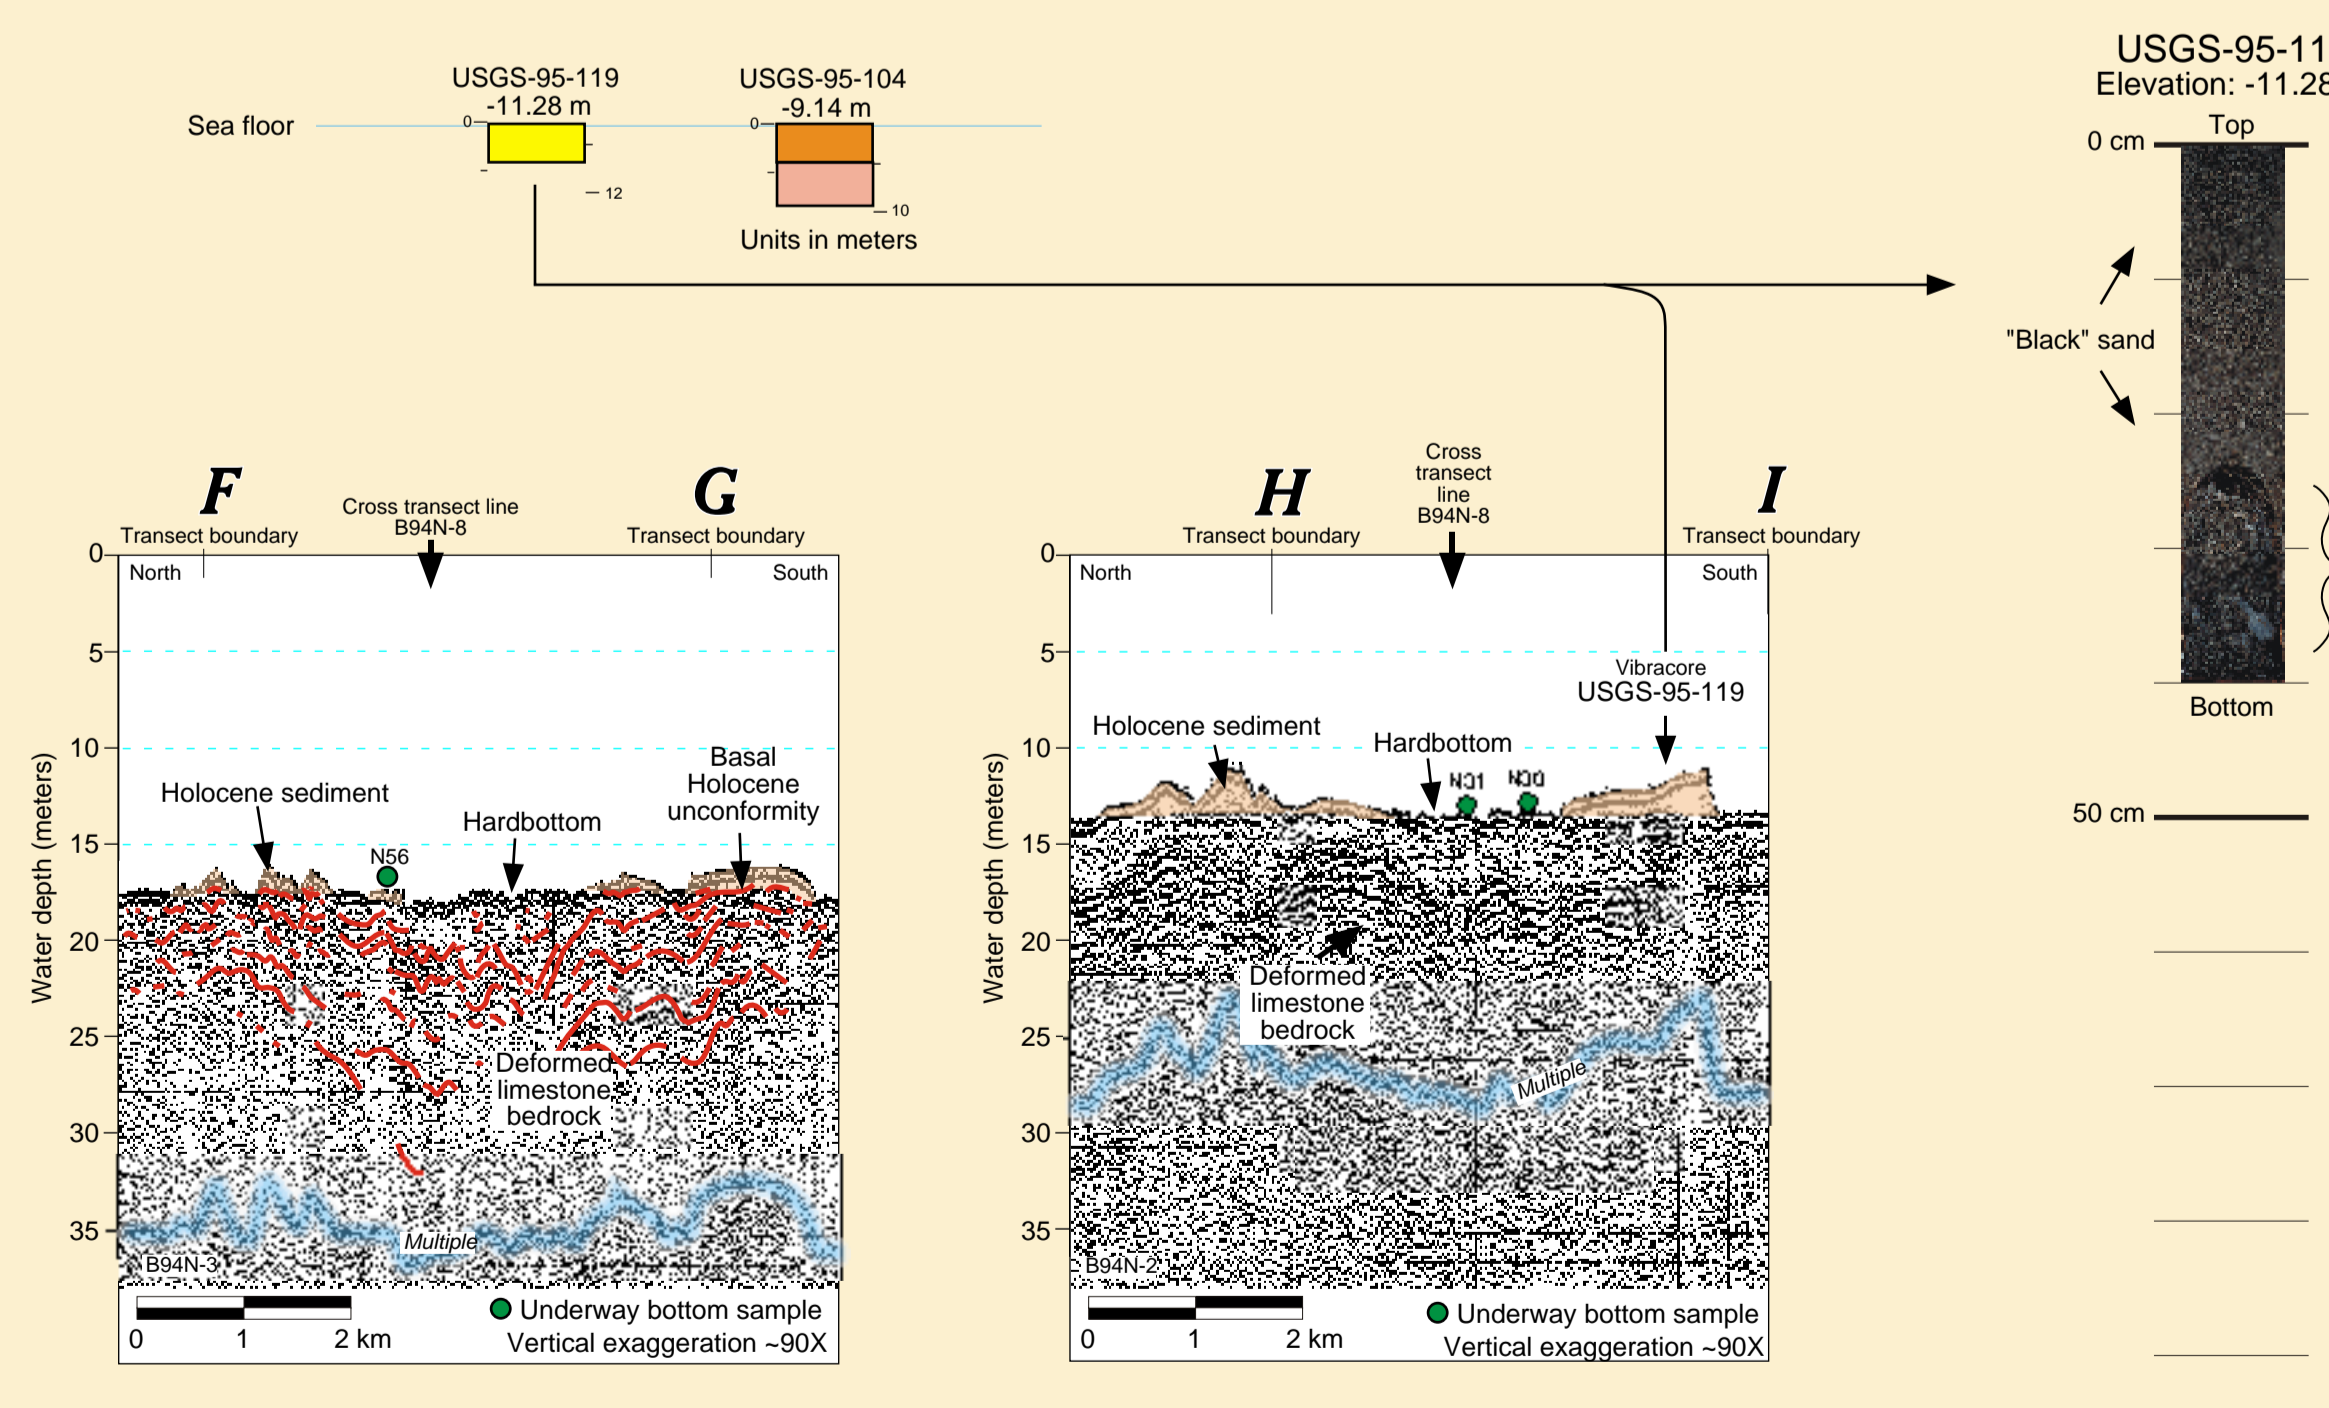 USGS-95-119
-11.28 m
USGS-95-104
-9.14 m
Sea floor
0
0
12
10
Units in meters
USGS-95-11
Elevation: -11.28
Top
0 cm
"Black" sand
Bottom
50 cm
F
Transect boundary
Cross transect line
B94N-8
G
Transect boundary
North
South
0
5
10
15
20
25
30
35
Water depth (meters)
Holocene sediment
N56
Hardbottom
Basal
Holocene
unconformity
Deformed
limestone
bedrock
Multiple
B94N-3
0
1
2 km
Underway bottom sample
Vertical exaggeration ~90X
H
Transect boundary
Cross
transect
line
B94N-8
I
Transect boundary
North
South
0
5
10
15
20
25
30
35
Water depth (meters)
Vibracore
USGS-95-119
Holocene sediment
Hardbottom
Deformed
limestone
bedrock
Multiple
B94N-2
0
1
2 km
Underway bottom sample
Vertical exaggeration ~90X